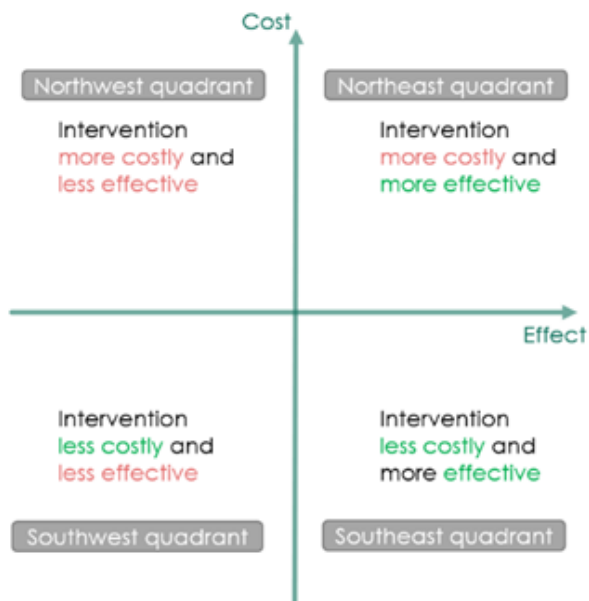 Cost
Northwest quadrant
Intervention
more costly and
less effective
Northeast quadrant
Intervention
more costly and
more effective
Effect
Intervention
less costly and
less effective
Southwest quadrant
Intervention
less costly and
more effective
Southeast quadrant